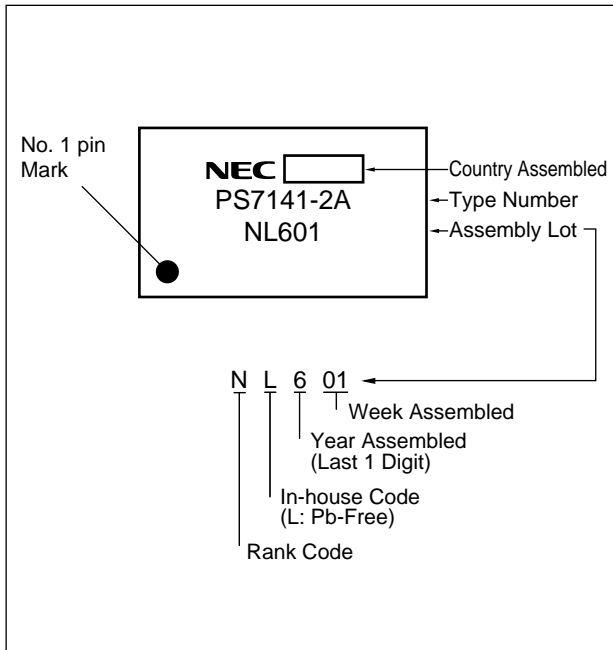 No. 1 pin
Mark
NEC
Country Assembled
PS7141-2A
Type Number
NL601
Assembly Lot
N L 6 01
Week Assembled
Year Assembled
(Last 1 Digit)
In-house Code
(L: Pb-Free)
Rank Code